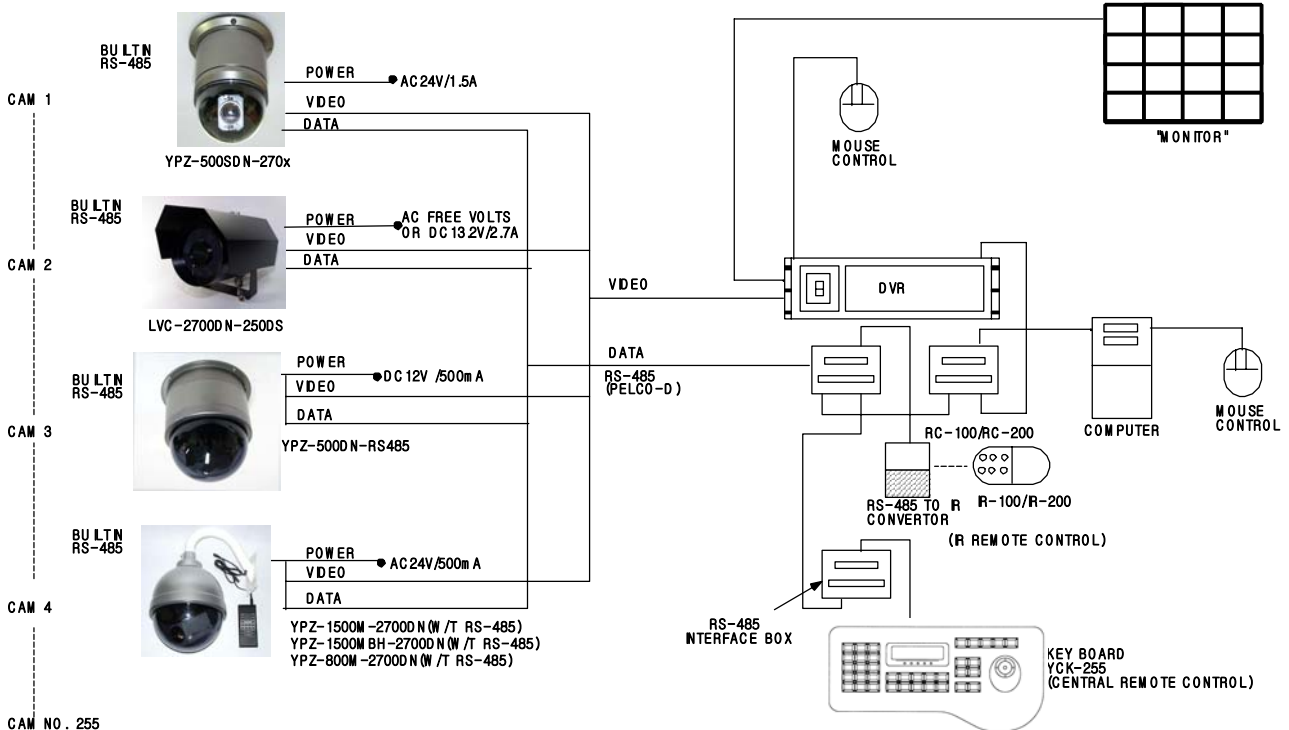 BUILTIN
RS-485
CAM 1
POWER
AC24V/1.5A
VIDEO
DATA
YPZ-500SDN-270x
BUILTIN
RS-485
CAM 2
POWER
AC FREE VOLTS
OR DC13.2V/2.7A
VIDEO
DATA
LVC-2700DN-250DS
BUILTIN
RS-485
CAM 3
POWER
DC12V /500mA
VIDEO
DATA
YPZ-500DN-RS485
BUILTIN
RS-485
CAM 4
POWER
AC24V/500mA
VIDEO
DATA
YPZ-1500M-2700DN(W/T RS-485)
YPZ-1500MBH-2700DN(W/T RS-485)
YPZ-800M-2700DN(W/T RS-485)
CAM NO. 255
VIDEO
DATA
RS-485
(PELCO-D)
MOUSE
CONTROL
"MONITOR"
DVR
COMPUTER
MOUSE
CONTROL
RC-100/RC-200
RS-485 TO IR
CONVERTOR
IR-100/IR-200
(IR REMOTE CONTROL)
RS-485
INTERFACE BOX
KEY BOARD
YCK-255
(CENTRAL REMOTE CONTROL)